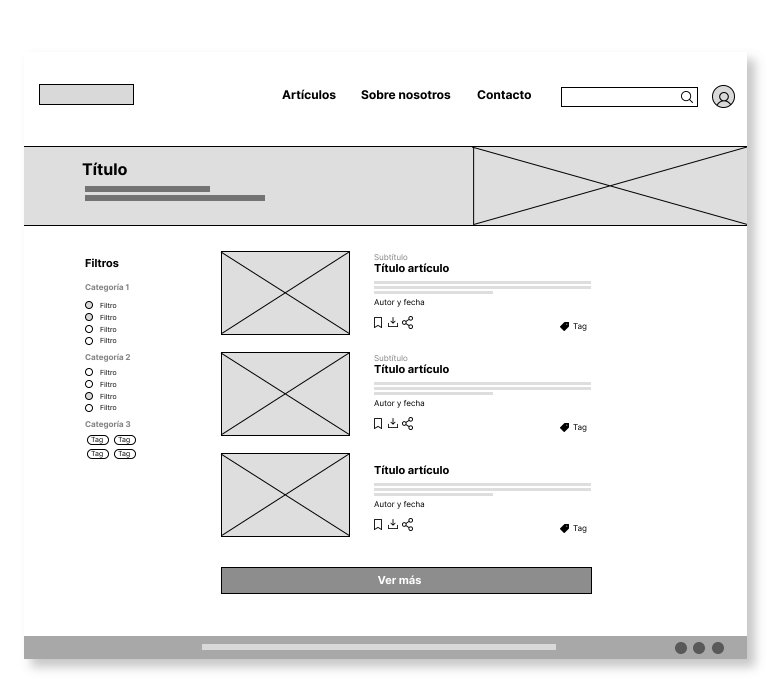 Artículos Sobre nosotros Contacto
Título
Filtros
Categoría 1
Filtro
Filtro
Filtro
Filtro
Categoría 2
Filtro
Filtro
Filtro
Filtro
Categoría 3
Tag Tag
Tag Tag
Subtítulo
Título artículo
Autor y fecha
Tag
Subtítulo
Título artículo
Autor y fecha
Tag
Título artículo
Autor y fecha
Tag
Ver más